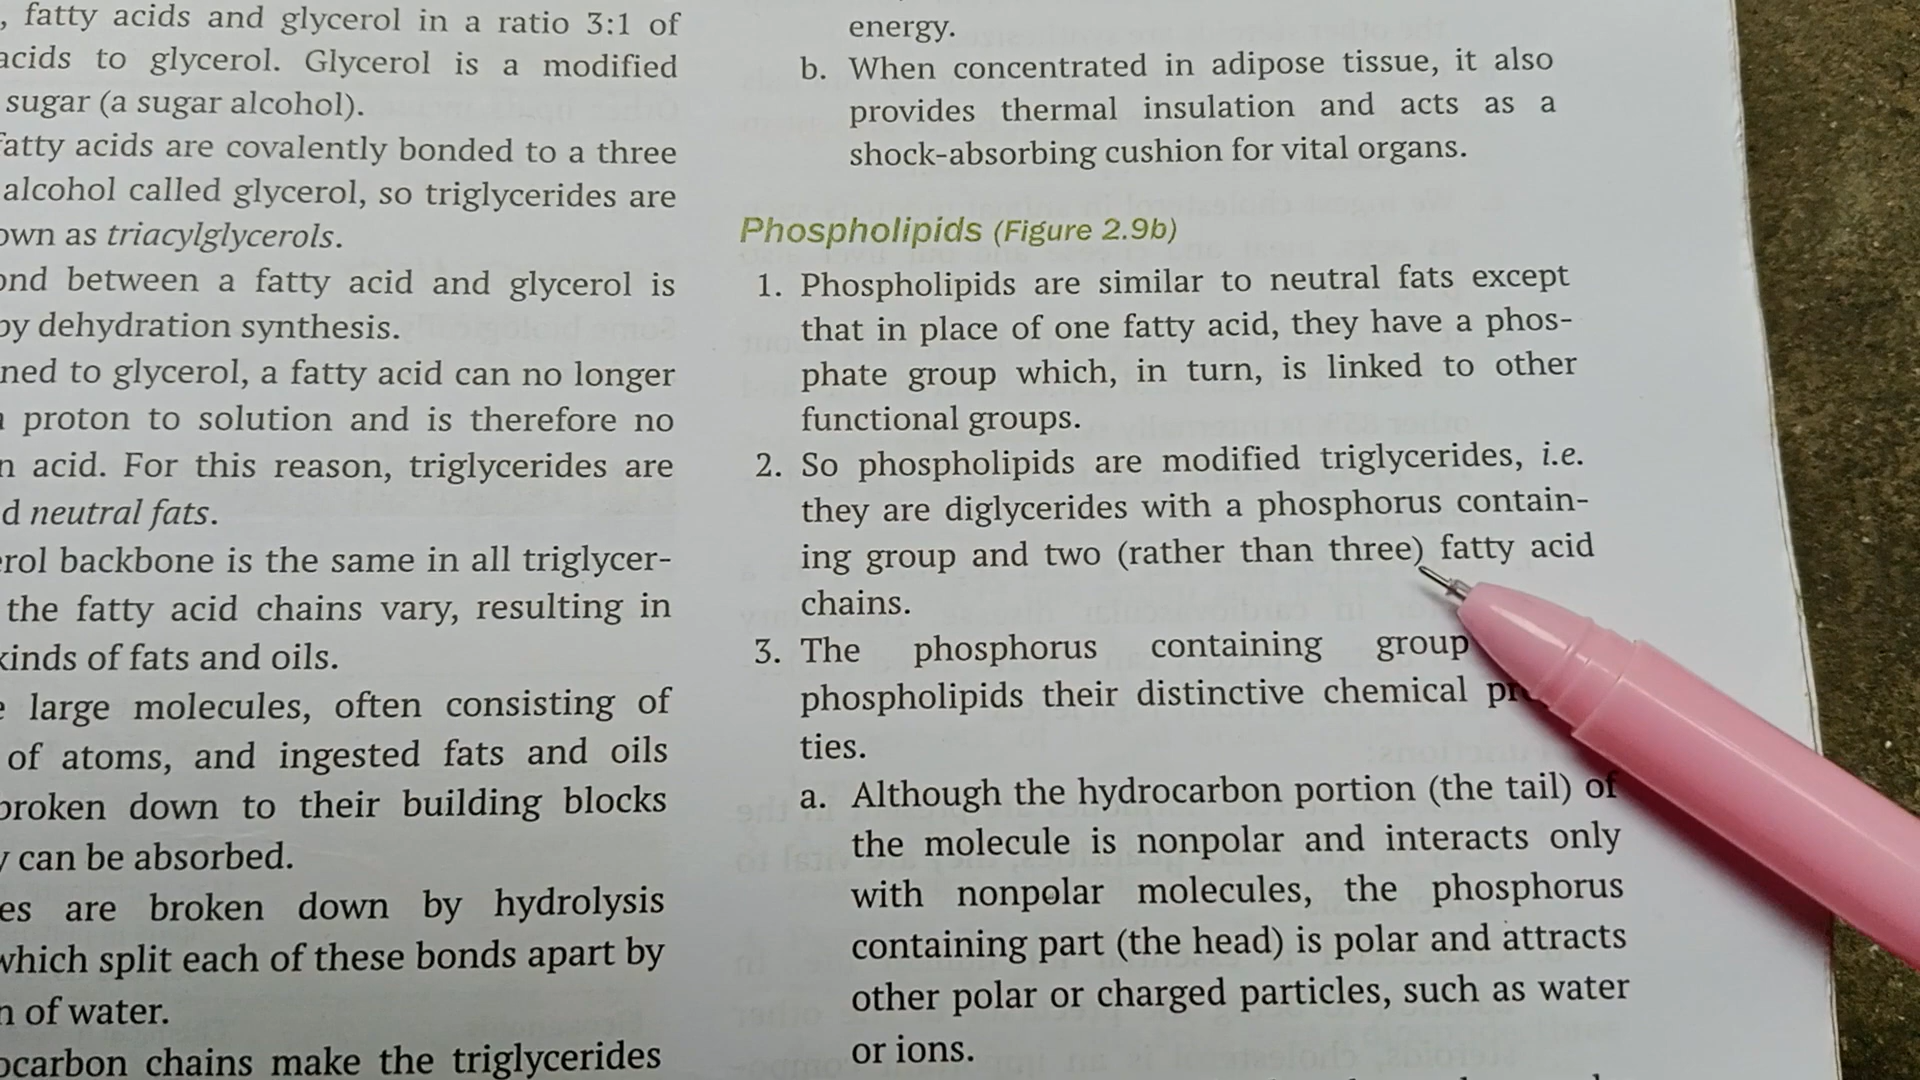 , fatty acids and glycerol in a ratio 3:1 of
acids to glycerol. Glycerol is a modified
sugar (a sugar alcohol).
fatty acids are covalently bonded to a three
alcohol called glycerol, so triglycerides are
own as triacylglycerols.
ond between a fatty acid and glycerol is
by dehydration synthesis.
ned to glycerol, a fatty acid can no longer
proton to solution and is therefore no
n acid. For this reason, triglycerides are
d neutral fats.
erol backbone is the same in all triglycer-
the fatty acid chains vary, resulting in
kinds of fats and oils.
e large molecules, often consisting of
of atoms, and ingested fats and oils
broken down to their building blocks
y can be absorbed.
es are broken down by hydrolysis
which split each of these bonds apart by
n of water.
ocarbon chains make the triglycerides
energy.
b. When concentrated in adipose tissue, it also
provides thermal insulation and acts as a
shock-absorbing cushion for vital organs.
Phospholipids (Figure 2.9b)
1. Phospholipids are similar to neutral fats except
that in place of one fatty acid, they have a phos-
phate group which, in turn, is linked to other
functional groups.
2. So phospholipids are modified triglycerides, i.e.
they are diglycerides with a phosphorus contain-
ing group and two (rather than three) fatty acid
chains.
3. The phosphorus containing group
phospholipids their distinctive chemical
ties.
a. Although the hydrocarbon portion (the tail) of
the molecule is nonpolar and interacts only
with nonpolar molecules, the phosphorus
containing part (the head) is polar and attracts
other polar or charged particles, such as water
or ions.